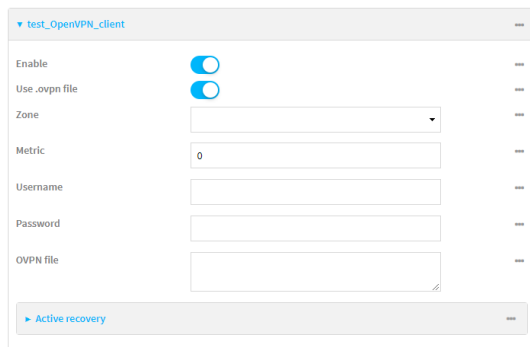 test_OpenVPN_client
Enable
Use .ovpn file
Zone
Metric
0
Username
Password
OVPN file
Active recovery